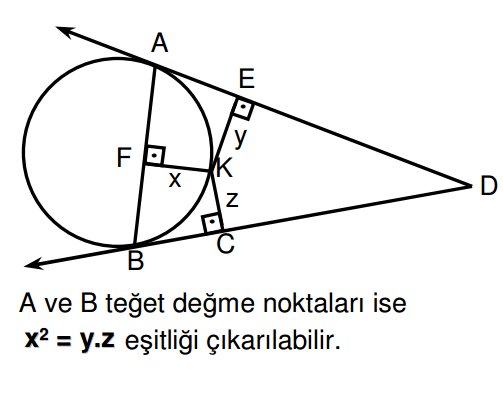 A
E
y
F
K
x
D
z
C
B
A ve B teğet değme noktaları ise
x² = y.z eşitliği çıkarılabilir.